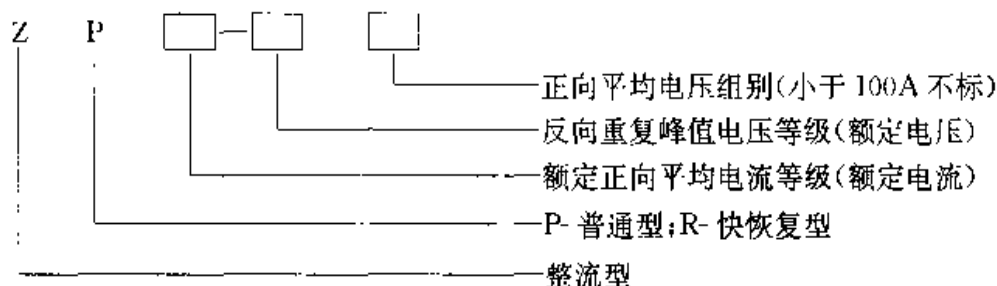 Z P —
正向平均电压组别(小于100A不标)
反向重复峰值电压等级(额定电压)
额定正向平均电流等级(额定电流)
P-普通型;R-快恢复型
整流型